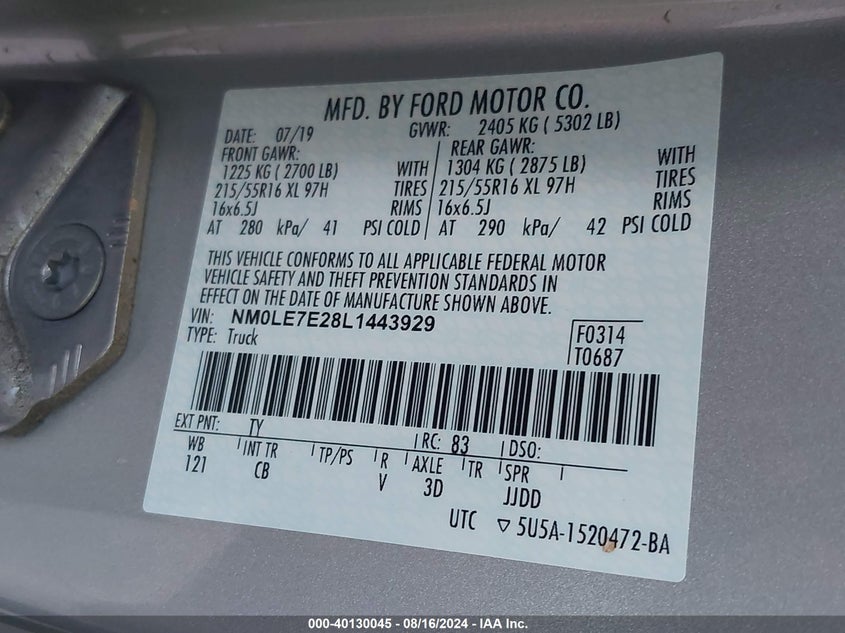 MFD. BY FORD MOTOR CO.
DATE: 07/19 GVWR: 2405 KG ( 5302 LB)
FRONT GAWR: REAR GAWR:
1225 KG ( 2700 LB) WITH 1304 KG ( 2875 LB) WITH
215/55R16 XL 97H TIRES 215/55R16 XL 97H TIRES
16x6.5J RIMS 16x6.5J RIMS
AT 280 kPa/ 41 PSI COLD AT 290 kPa/ 42 PSI COLD
THIS VEHICLE CONFORMS TO ALL APPLICABLE FEDERAL MOTOR
VEHICLE SAFETY AND THEFT PREVENTION STANDARDS IN
EFFECT ON THE DATE OF MANUFACTURE SHOWN ABOVE.
VIN: NM0LE7E28L1443929
TYPE: Truck
F0314
T0687
EXT PNT: TY RC: 83 DSO:
WB INT TR TP/PS R AXLE TR SPR
121 CB V 3D JJDD
UTC ▽ 5U5A-1520472-BA
000-40130045 - 08/16/2024 - IAA Inc.